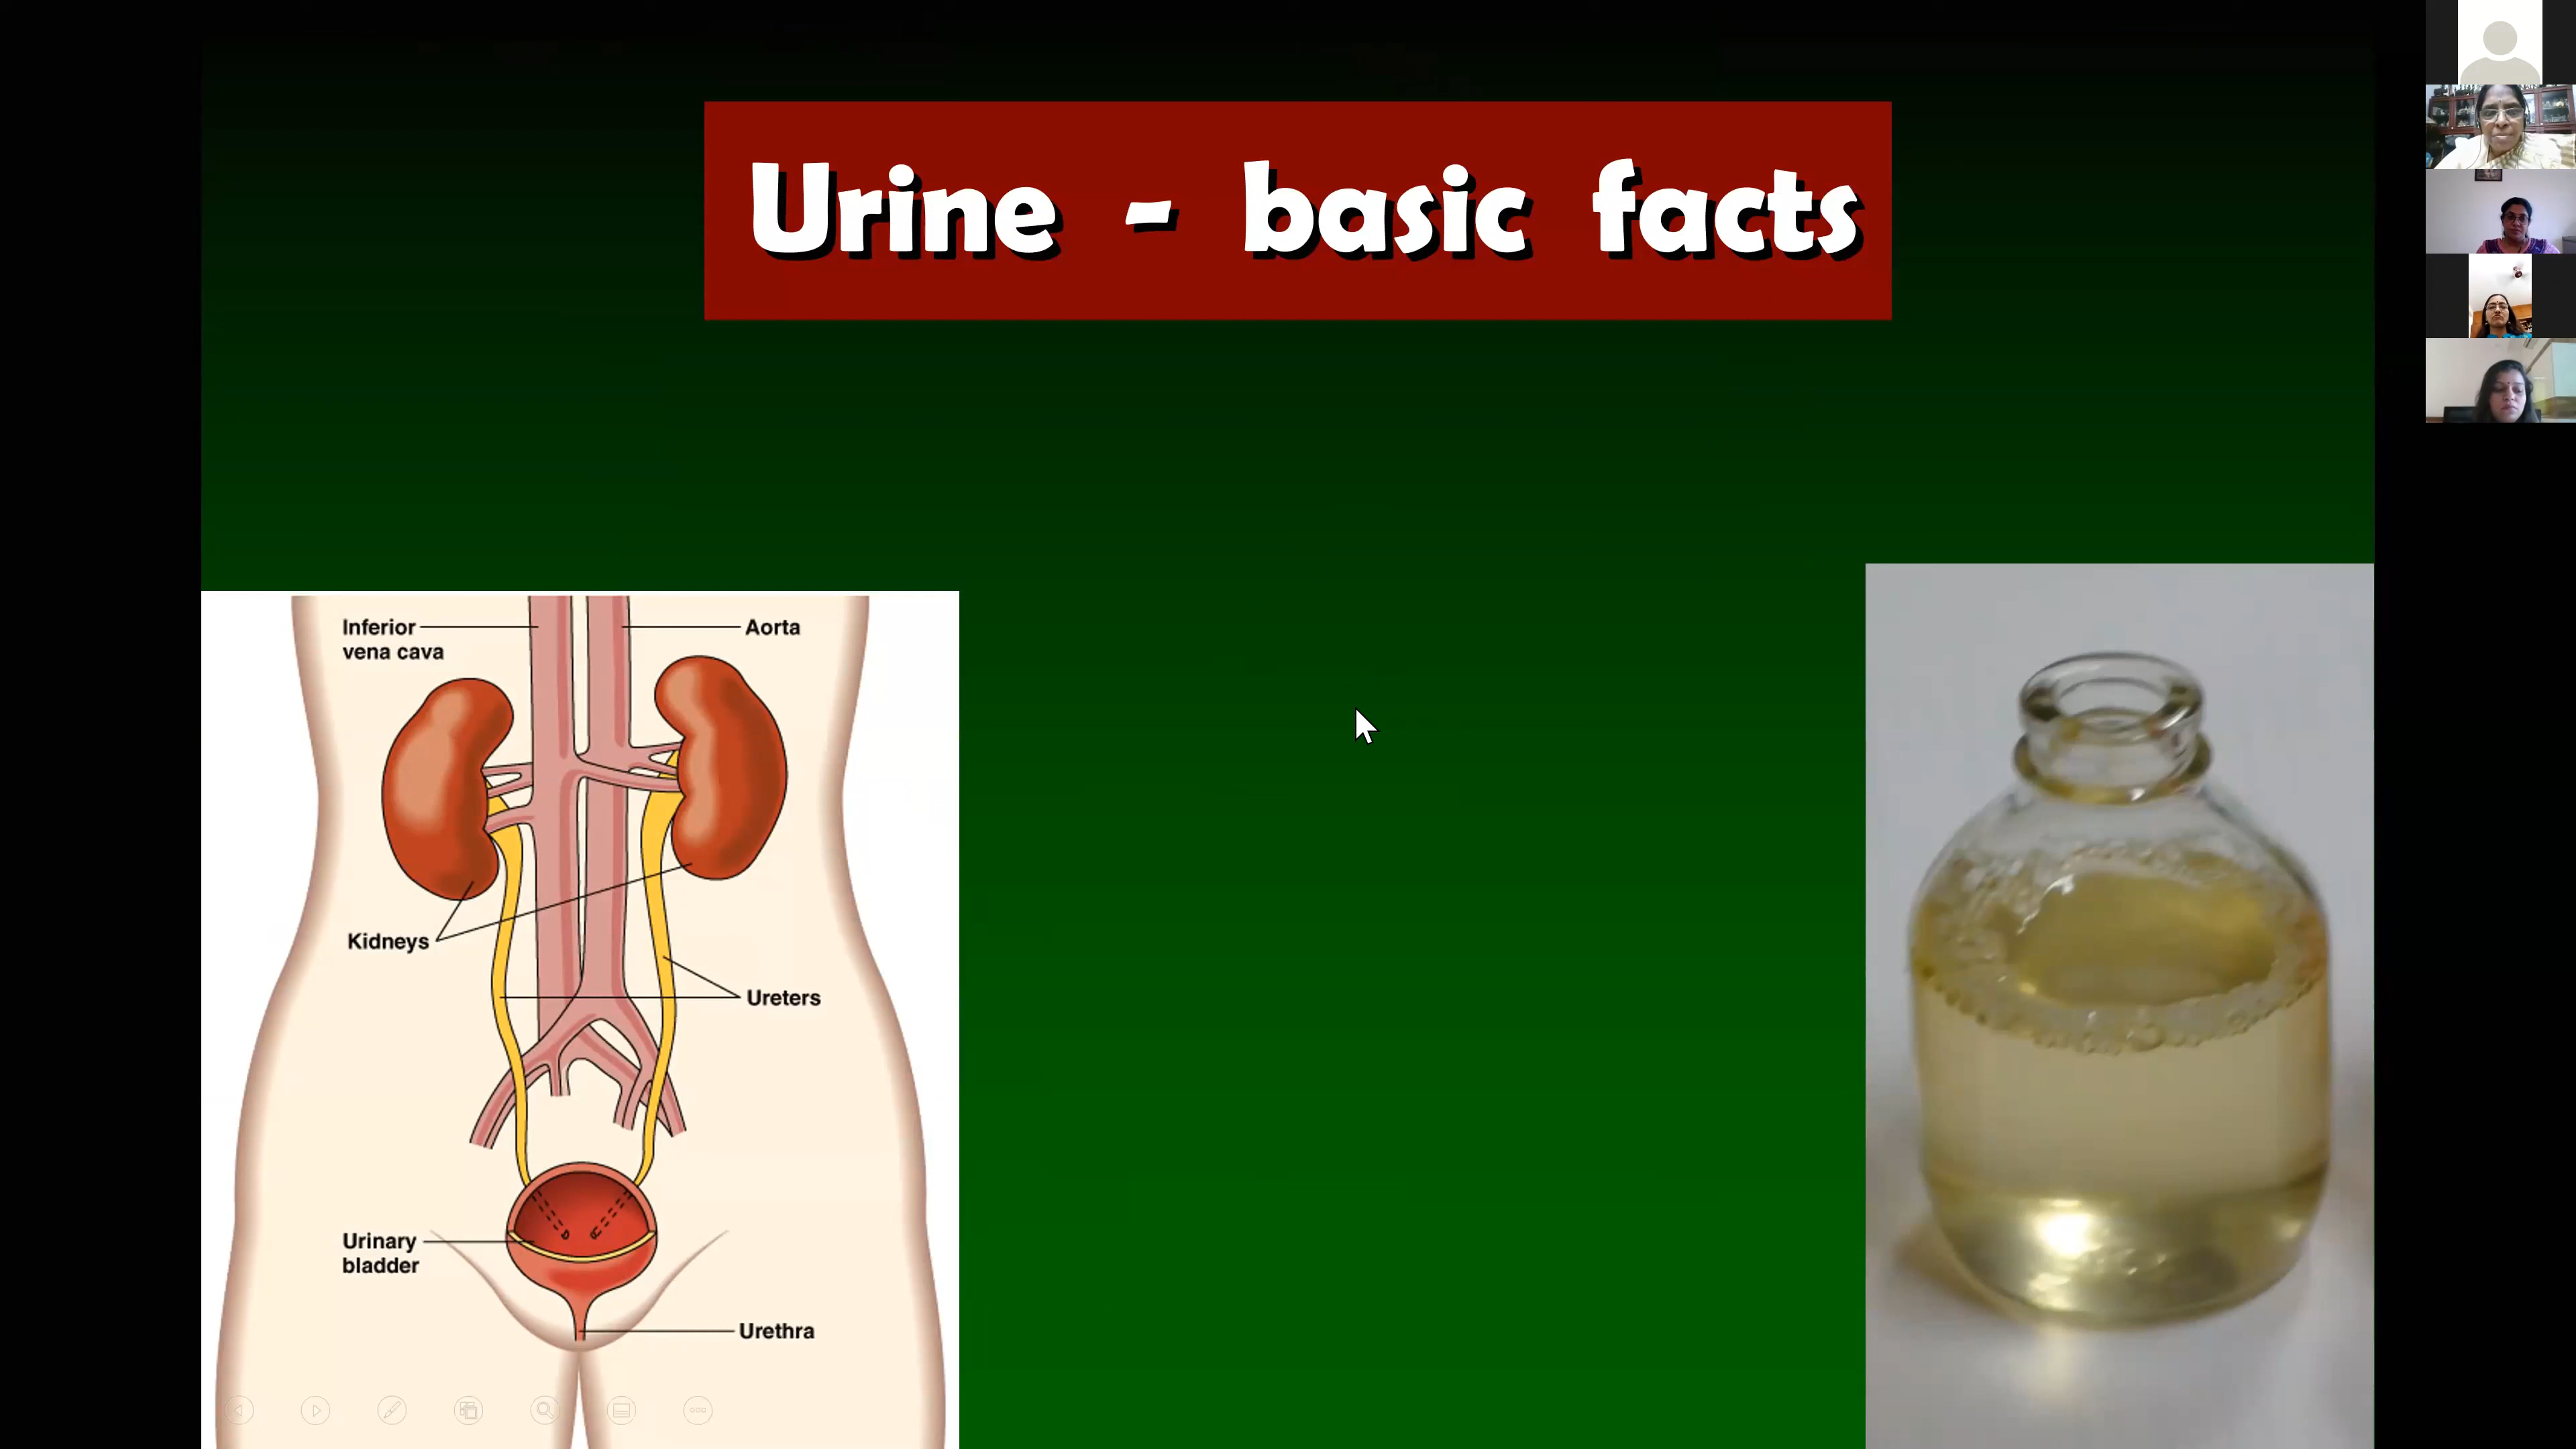 Urine - basic facts
Inferior
vena cava
Aorta
Kidneys
Ureters
Urinary
bladder
Urethra